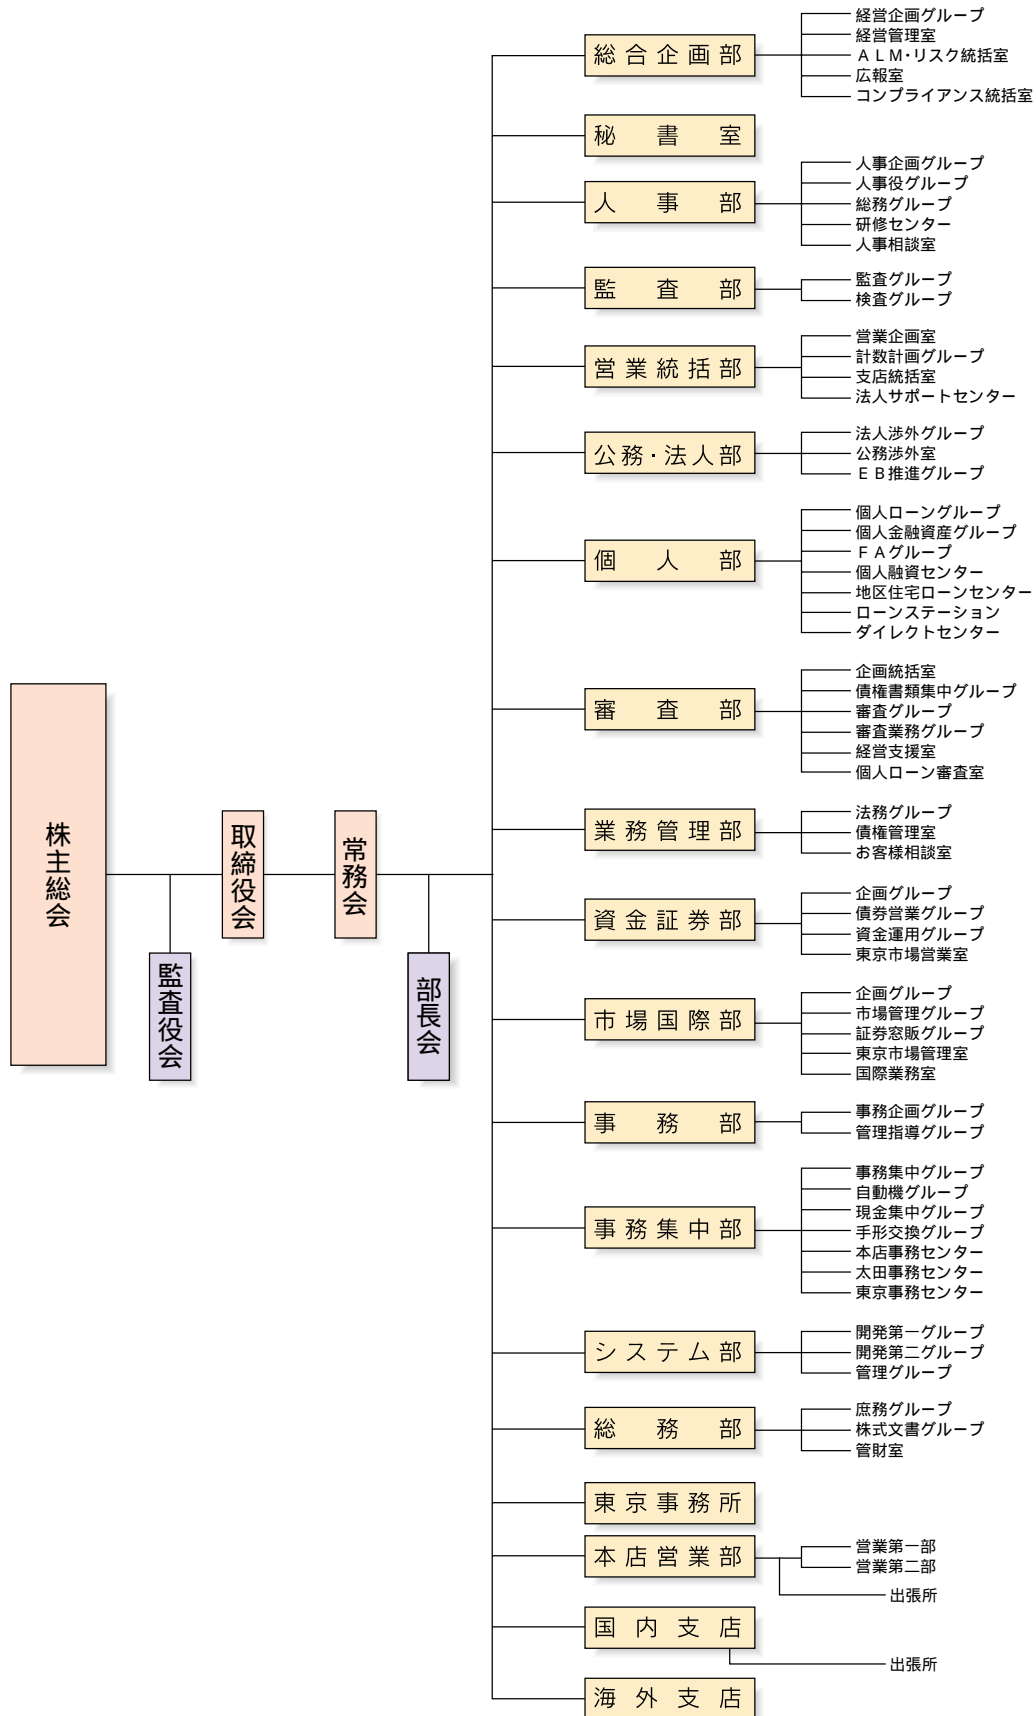 株主総会
監査役会
取締役会
常務会
部長会
総合企画部
経営企画グループ
経営管理室
ＡＬＭ・リスク統括室
広報室
コンプライアンス統括室
秘書室
人事部
人事企画グループ
人事役グループ
総務グループ
研修センター
人事相談室
監査部
監査グループ
検査グループ
営業統括部
営業企画室
計数計画グループ
支店統括室
法人サポートセンター
公務・法人部
法人渉外グループ
公務渉外室
ＥＢ推進グループ
個人部
個人ローングループ
個人金融資産グループ
ＦＡグループ
個人融資センター
地区住宅ローンセンター
ローンステーション
ダイレクトセンター
審査部
企画統括室
債権書類集中グループ
審査グループ
審査業務グループ
経営支援室
個人ローン審査室
業務管理部
法務グループ
債権管理室
お客様相談室
資金証券部
企画グループ
債券営業グループ
資金運用グループ
東京市場営業室
市場国際部
企画グループ
市場管理グループ
証券窓販グループ
東京市場管理室
国際業務室
事務部
事務企画グループ
管理指導グループ
事務集中部
事務集中グループ
自動機グループ
現金集中グループ
手形交換グループ
本店事務センター
太田事務センター
東京事務センター
システム部
開発第一グループ
開発第二グループ
管理グループ
総務部
庶務グループ
株式文書グループ
管財室
東京事務所
本店営業部
営業第一部
営業第二部
出張所
国内支店
出張所
海外支店